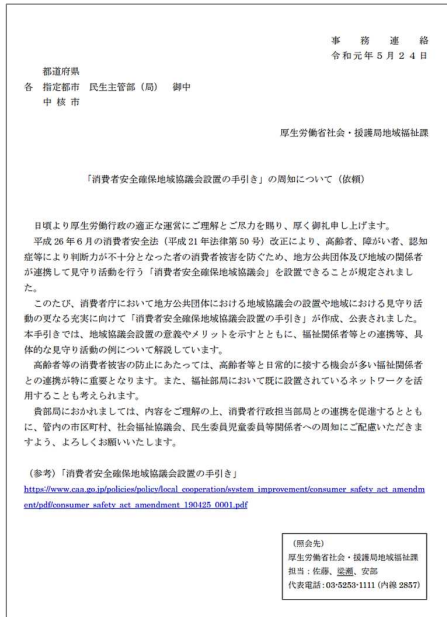 事務連絡
令和元年5月24日
都道府県
各 指定都市 民生主管部（局） 御中
中核市
厚生労働省社会・援護局地域福祉課
「消費者安全確保地域協議会設置の手引き」の周知について（依頼）
日頃より厚生労働行政の適正な運営にご理解とご尽力を賜り、厚く御礼申し上げます。
平成26年6月の消費者安全法（平成21年法律第50号）改正により、高齢者、障がい者、認知
症等により判断力が不十分となった者の消費者被害を防ぐため、地方公共団体及び地域の関係者
が連携して見守り活動を行う「消費者安全確保地域協議会」を設置できることが規定されまし
た。
このたび、消費者庁において地方公共団体における地域協議会の設置や地域における見守り活
動の更なる充実に向けて「消費者安全確保地域協議会設置の手引き」が作成、公表されました。
本手引きでは、地域協議会設置の意義やメリットを示すとともに、福祉関係者等との連携等、具
体的な見守り活動の例について解説しています。
高齢者等の消費者被害の防止にあたっては、高齢者等と日常的に接する機会が多い福祉関係者
との連携が特に重要となります。また、福祉部局において既に設置されているネットワークを活
用することも考えられます。
貴部局におかれましては、内容をご理解の上、消費者行政担当部局との連携を促進するととも
に、管内の市区町村、社会福祉協議会、民生委員児童委員等関係者への周知にご配慮いただきま
すよう、よろしくお願いいたします。
（参考）「消費者安全確保地域協議会設置の手引き」
https://www.caa.go.jp/policies/policy/local_cooperation/system_improvement/consumer_safety_act_amendm
ent/pdf/consumer_safety_act_amendment_190425_0001.pdf
（照会先）
厚生労働省社会・援護局地域福祉課
担当：佐藤、梁瀬、安部
代表電話：03-5253-1111（内線2857）